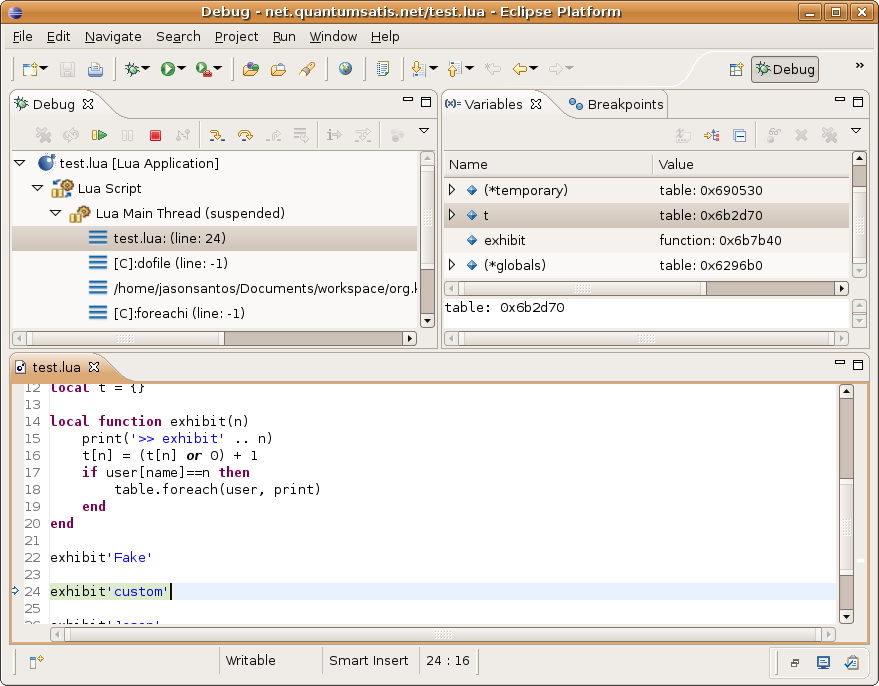 Debug - net.quantumsatis.net/test.lua - Eclipse Platform
File Edit Navigate Search Project Run Window Help
Debug »
Debug
test.lua [Lua Application]
Lua Script
Lua Main Thread (suspended)
test.lua: (line: 24)
[C]:dofile (line: -1)
/home/jasonsantos/Documents/workspace/org.k
[C]:foreachi (line: -1)
(x)= Variables Breakpoints
Name Value
(*temporary) table: 0x690530
t table: 0x6b2d70
exhibit function: 0x6b7b40
(*globals) table: 0x6296b0
table: 0x6b2d70
test.lua
12 local t = {}
13
14 local function exhibit(n)
15 print('>> exhibit' .. n)
16 t[n] = (t[n] or 0) + 1
17 if user[name]==n then
18 table.foreach(user, print)
19 end
20 end
21
22 exhibit'Fake'
23
24 exhibit'custom'
25
Writable Smart Insert 24 : 16